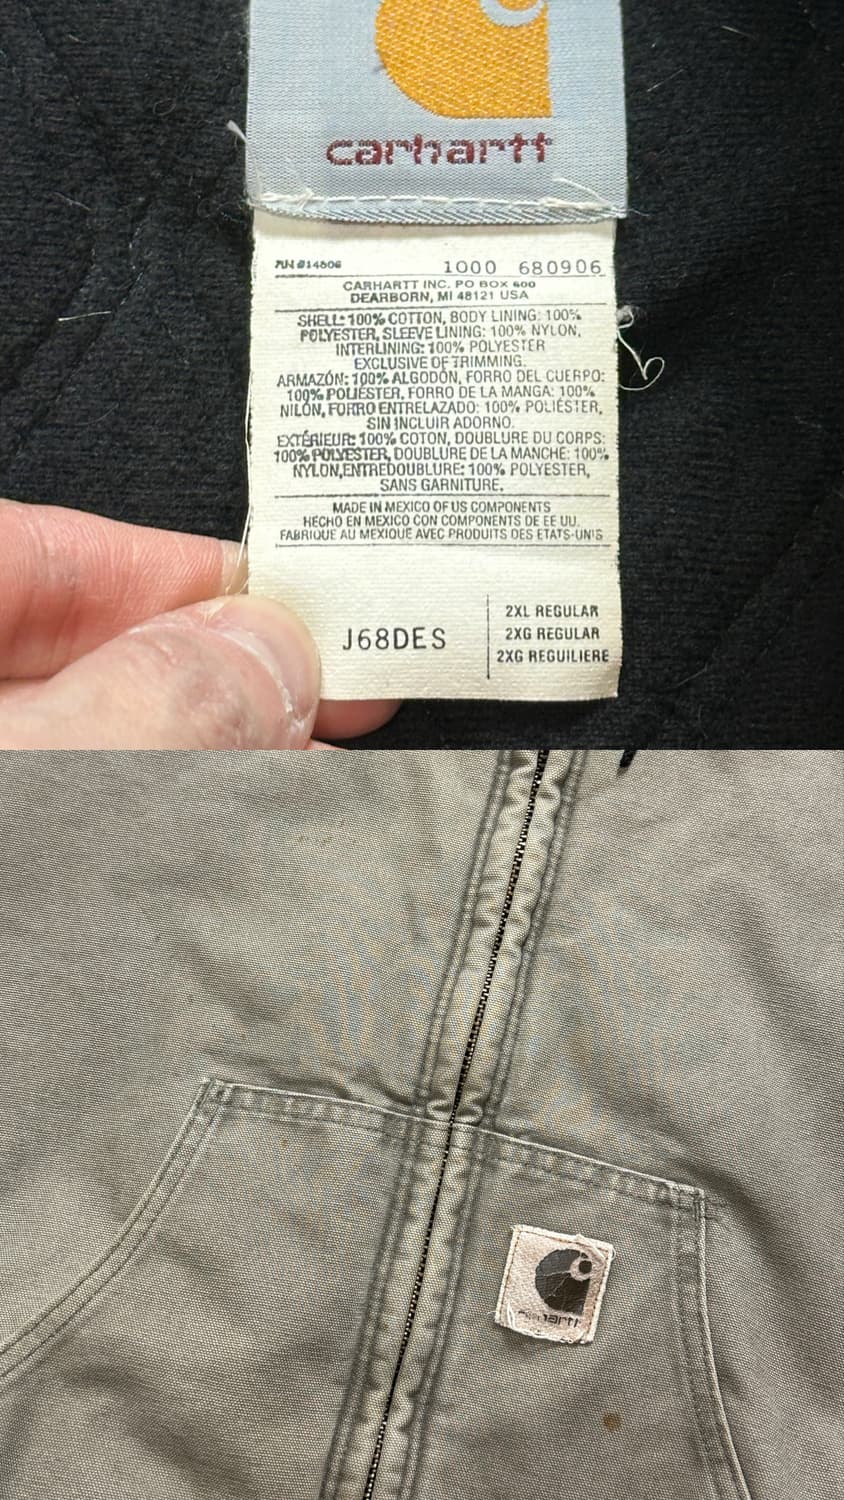 carhartt
RN #14806 1000 680906
CARHARTT INC. PO BOX 600
DEARBORN, MI 48121 USA
SHELL: 100% COTTON, BODY LINING: 100%
POLYESTER, SLEEVE LINING: 100% NYLON,
INTERLINING: 100% POLYESTER
EXCLUSIVE OF TRIMMING.
ARMAZÓN: 100% ALGODÓN, FORRO DEL CUERPO:
100% POLIÉSTER, FORRO DE LA MANGA: 100%
NILÓN, FORRO ENTRELAZADO: 100% POLIÉSTER,
SIN INCLUIR ADORNO.
EXTÉRIEUR: 100% COTON, DOUBLURE DU CORPS:
100% POLYESTER, DOUBLURE DE LA MANCHE: 100%
NYLON,ENTREDOUBLURE: 100% POLYESTER,
SANS GARNITURE.
MADE IN MEXICO OF US COMPONENTS
HECHO EN MEXICO CON COMPONENTS DE EE UU.
FABRIQUE AU MEXIQUE AVEC PRODUITS DES ETATS-UNIS
J68DES
2XL REGULAR
2XG REGULAR
2XG REGUILIERE